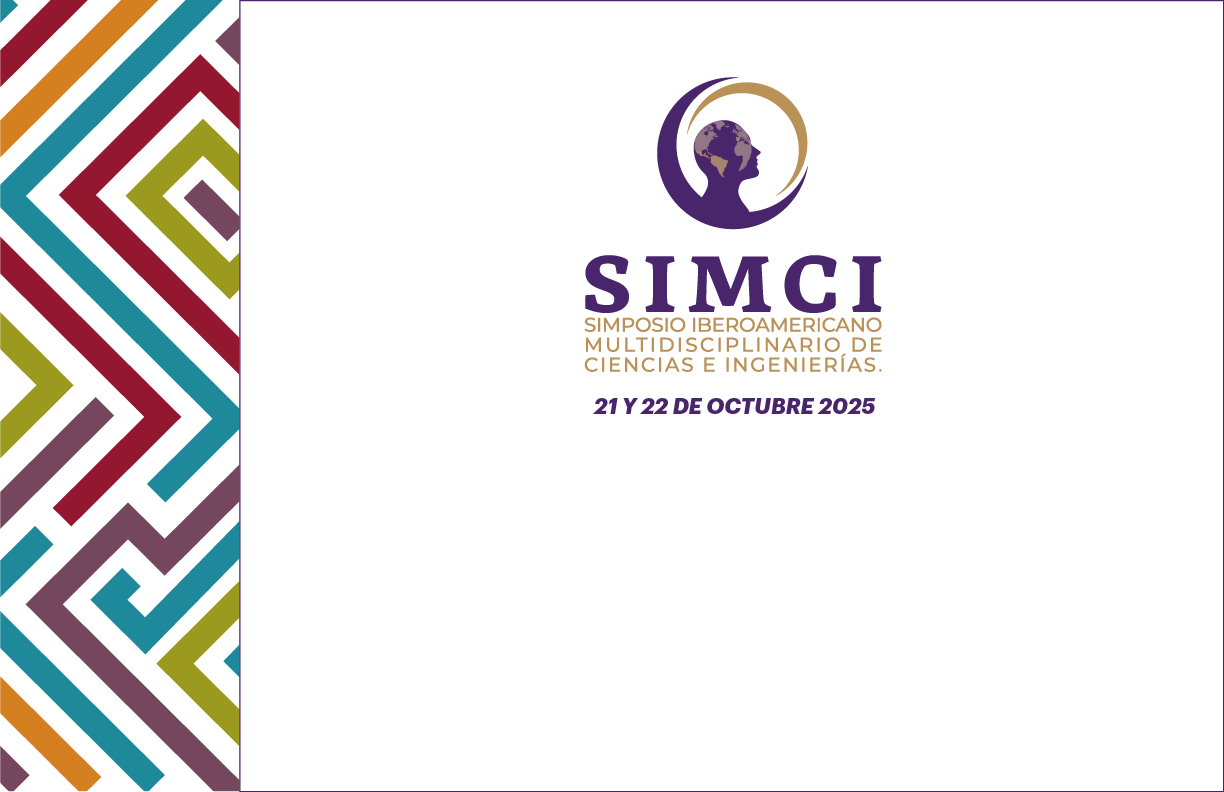 SIMCI
SIMPOSIO IBEROAMERICANO
MULTIDISCIPLINARIO DE
CIENCIAS E INGENIERÍAS.
21 Y 22 DE OCTUBRE 2025